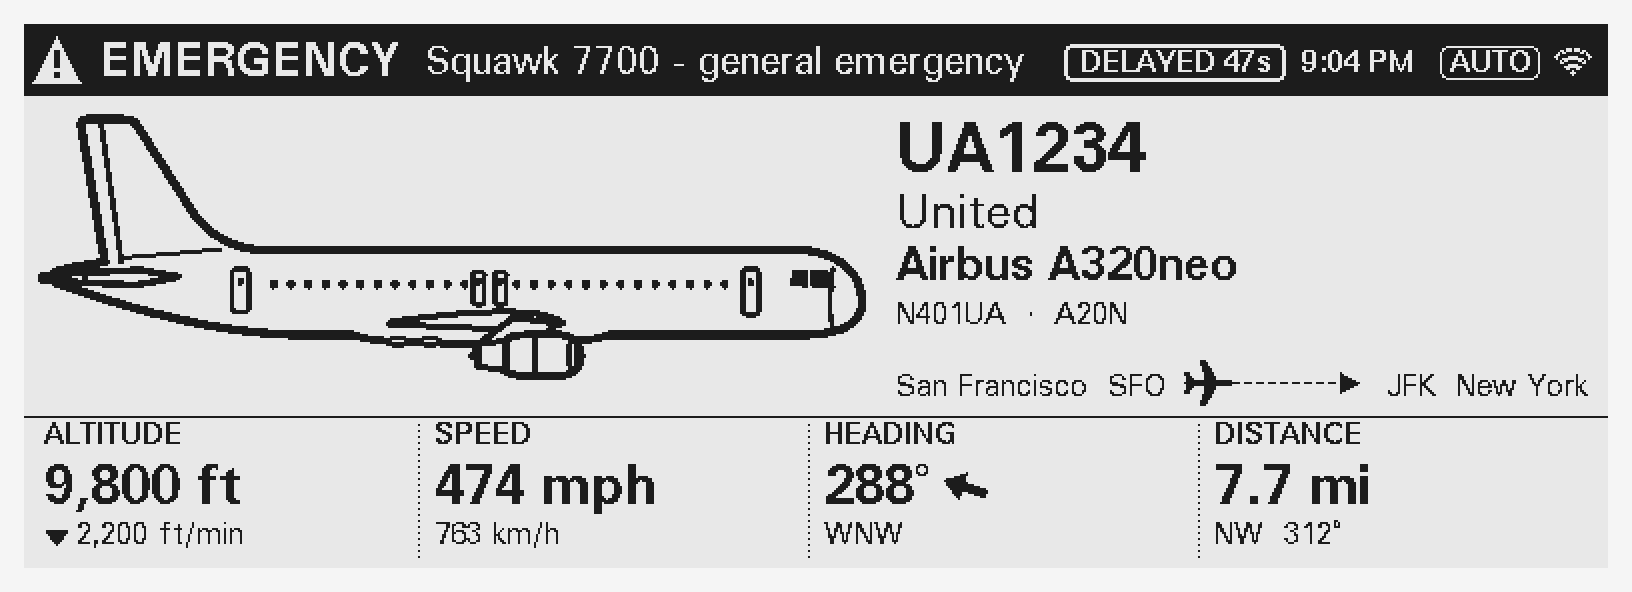 EMERGENCY Squawk 7700 - general emergency DELAYED 47s 9:04 PM AUTO
UA1234
United
Airbus A320neo
N401UA · A20N
San Francisco SFO JFK New York
ALTITUDE SPEED HEADING DISTANCE
9,800 ft 474 mph 288° 7.7 mi
2,200 ft/min 763 km/h WNW NW 312°